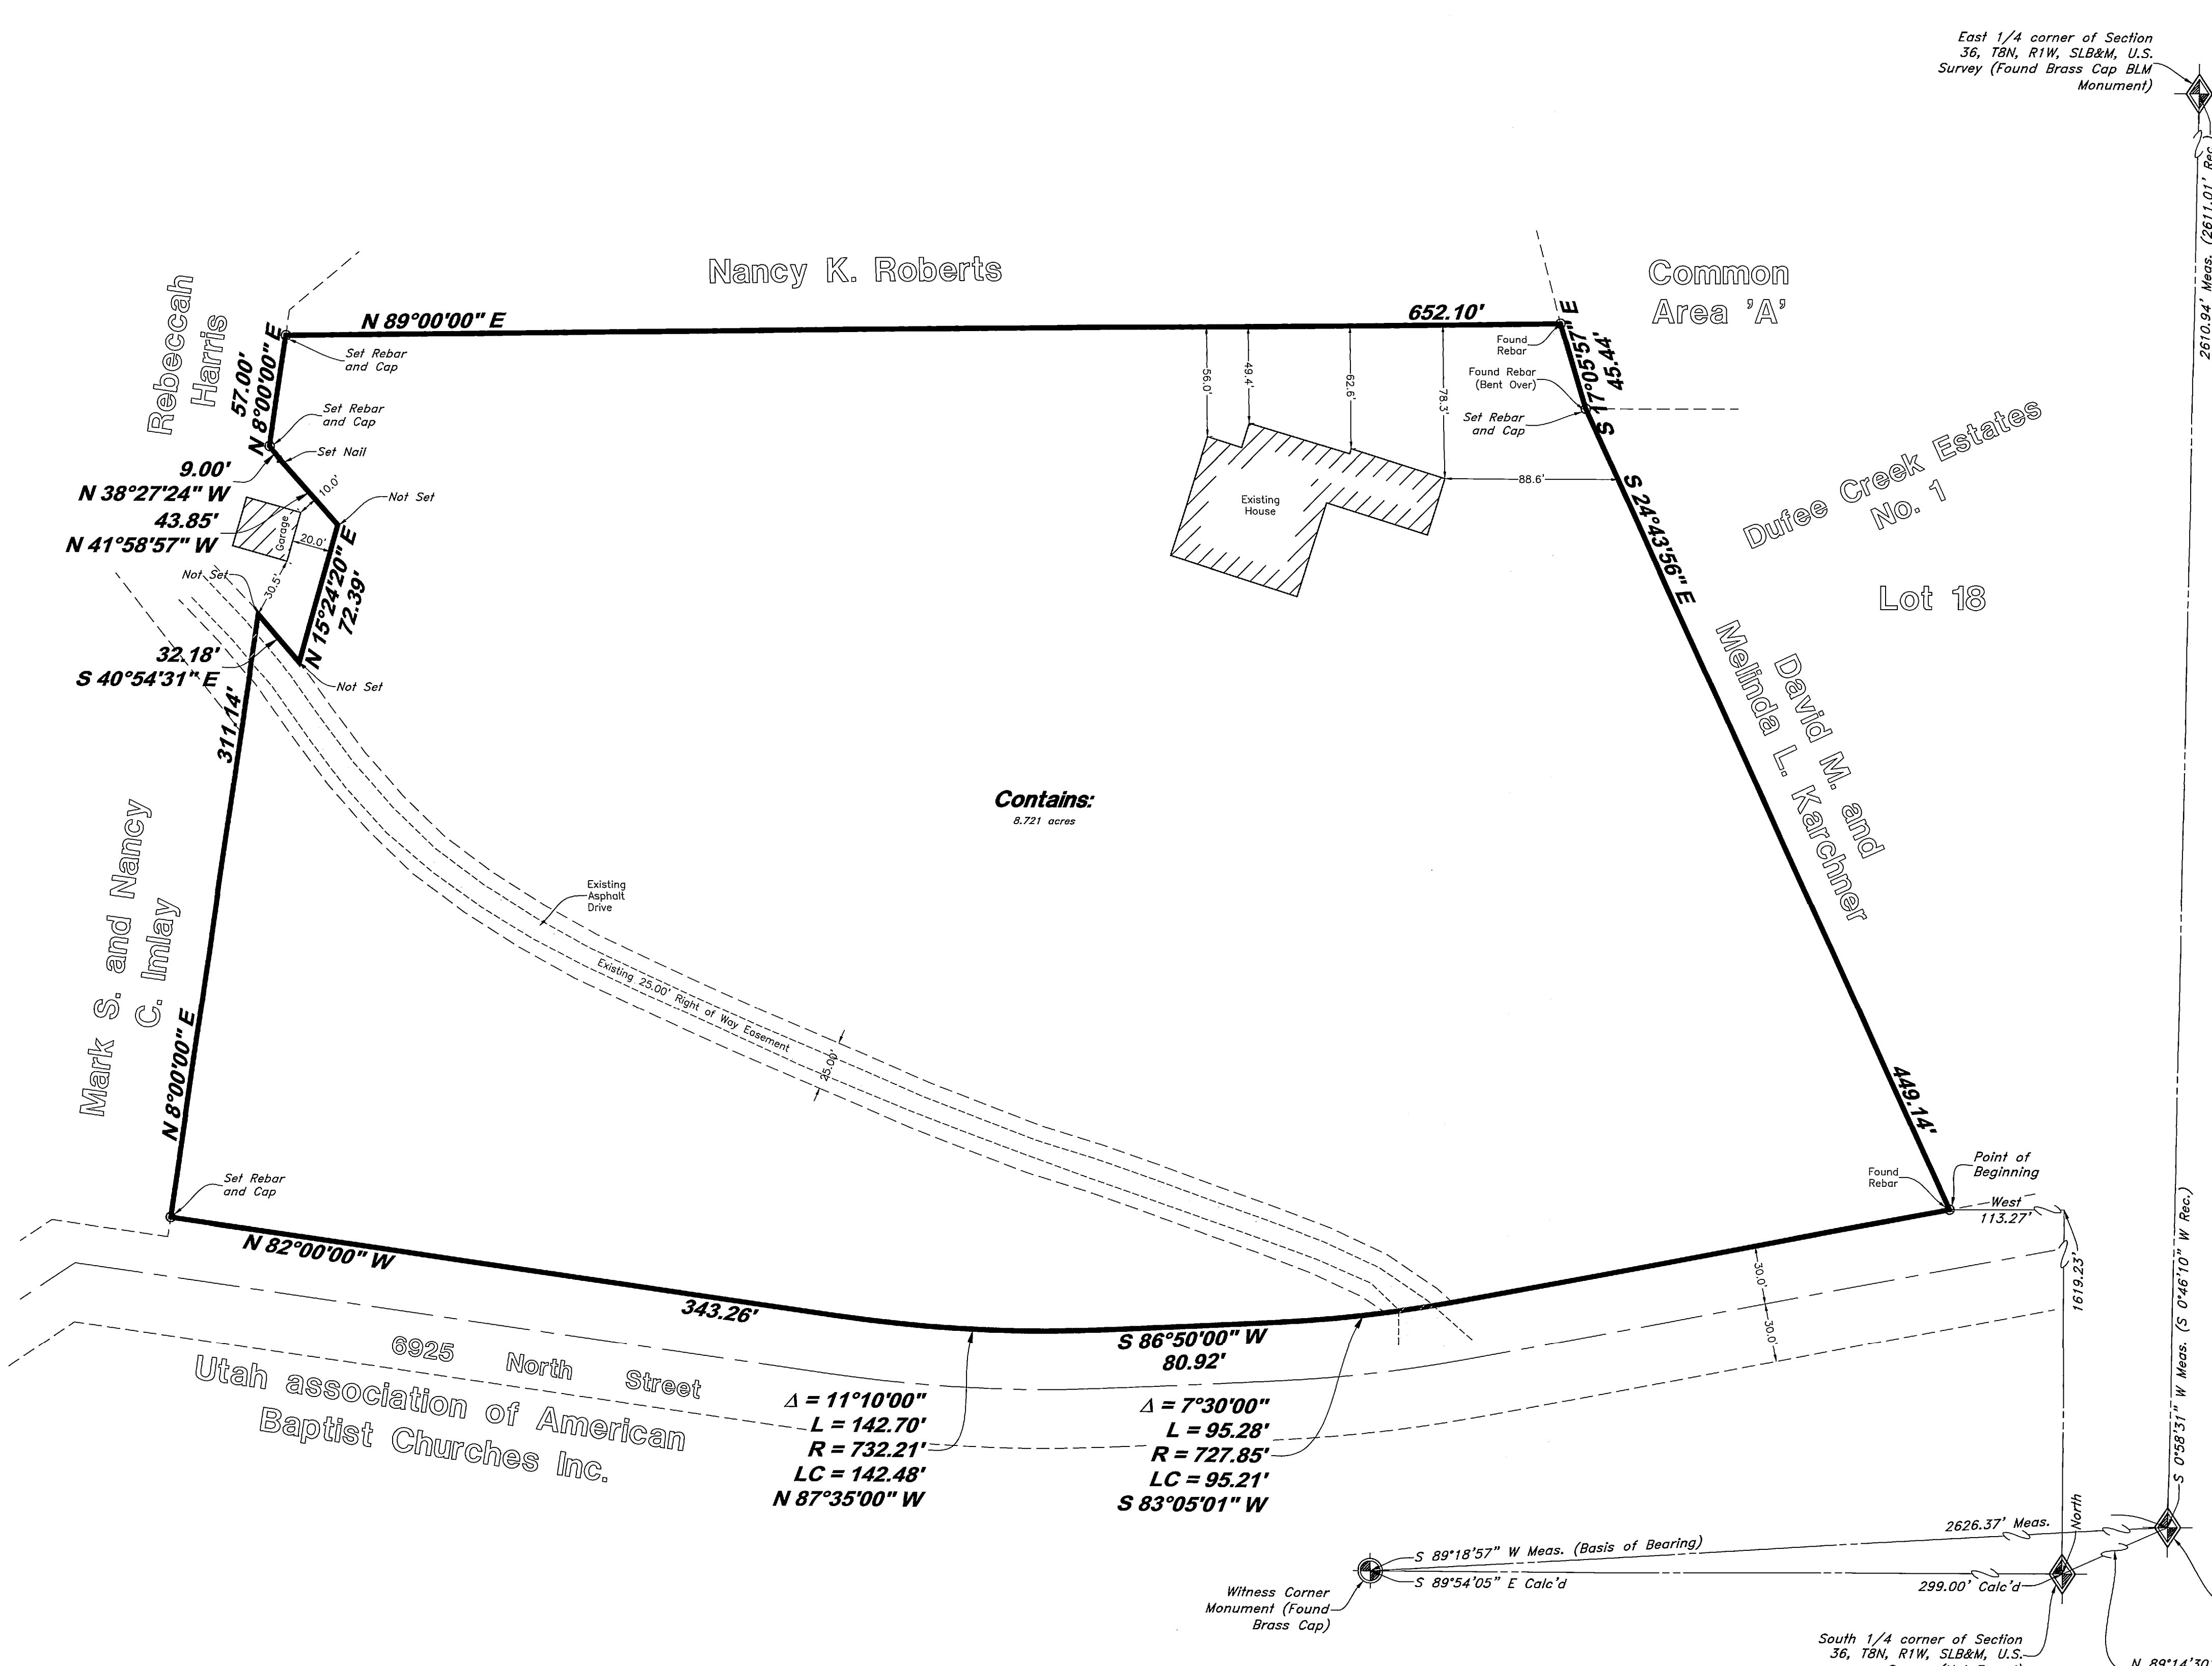 East 1/4 corner of Section
36, T8N, R1W, SLB&M, U.S.
Survey (Found Brass Cap BLM
Monument)
2610.94' Meas. (2611.01' Rec.)
Nancy K. Roberts
Common
Area 'A'
Rebeccah
Harris
N 89°00'00" E
652.10'
57.00'
N 8°00'00" E
Set Rebar
and Cap
Found
Rebar
S 17°05'57" E
45.44'
Found Rebar
(Bent Over)
Set Rebar
and Cap
56.0'
49.4'
62.6'
78.3'
Set Rebar
and Cap
Set Nail
9.00'
N 38°27'24" W
43.85'
N 41°58'57" W
10.0'
Not Set
Garage
20.0'
Not Set
30.5'
N 15°24'20" E
72.39'
32.18'
S 40°54'31" E
Not Set
Existing
House
88.6'
S 24°43'56" E
Dufee Creek Estates
No. 1
Lot 18
David M. and
Melinda L. Karchner
311.14'
Contains:
8.721 acres
Mark S. and Nancy
C. Imlay
N 8°00'00" E
Existing
Asphalt
Drive
Existing 25.00' Right of Way Easement
25.00'
449.14'
Set Rebar
and Cap
Found
Rebar
Point of
Beginning
West
113.27'
1619.23'
S 0°58'31" W Meas. (S 0°46'10" W Rec.)
N 82°00'00" W
343.26'
30.0'
30.0'
6925 North Street
Utah association of American
Baptist Churches Inc.
S 86°50'00" W
80.92'
Δ = 11°10'00"
L = 142.70'
R = 732.21'
LC = 142.48'
N 87°35'00" W
Δ = 7°30'00"
L = 95.28'
R = 727.85'
LC = 95.21'
S 83°05'01" W
North
2626.37' Meas.
S 89°18'57" W Meas. (Basis of Bearing)
S 89°54'05" E Calc'd
299.00' Calc'd
Witness Corner
Monument (Found
Brass Cap)
South 1/4 corner of Section
36, T8N, R1W, SLB&M, U.S.
N 89°14'30